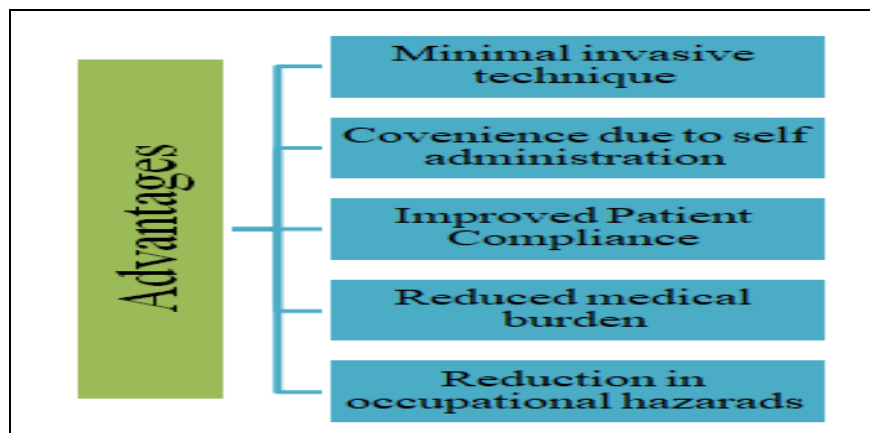 Advantages
Minimal invasive
technique
Covenience due to self
administration
Improved Patient
Compliance
Reduced medical
burden
Reduction in
occupational hazarads